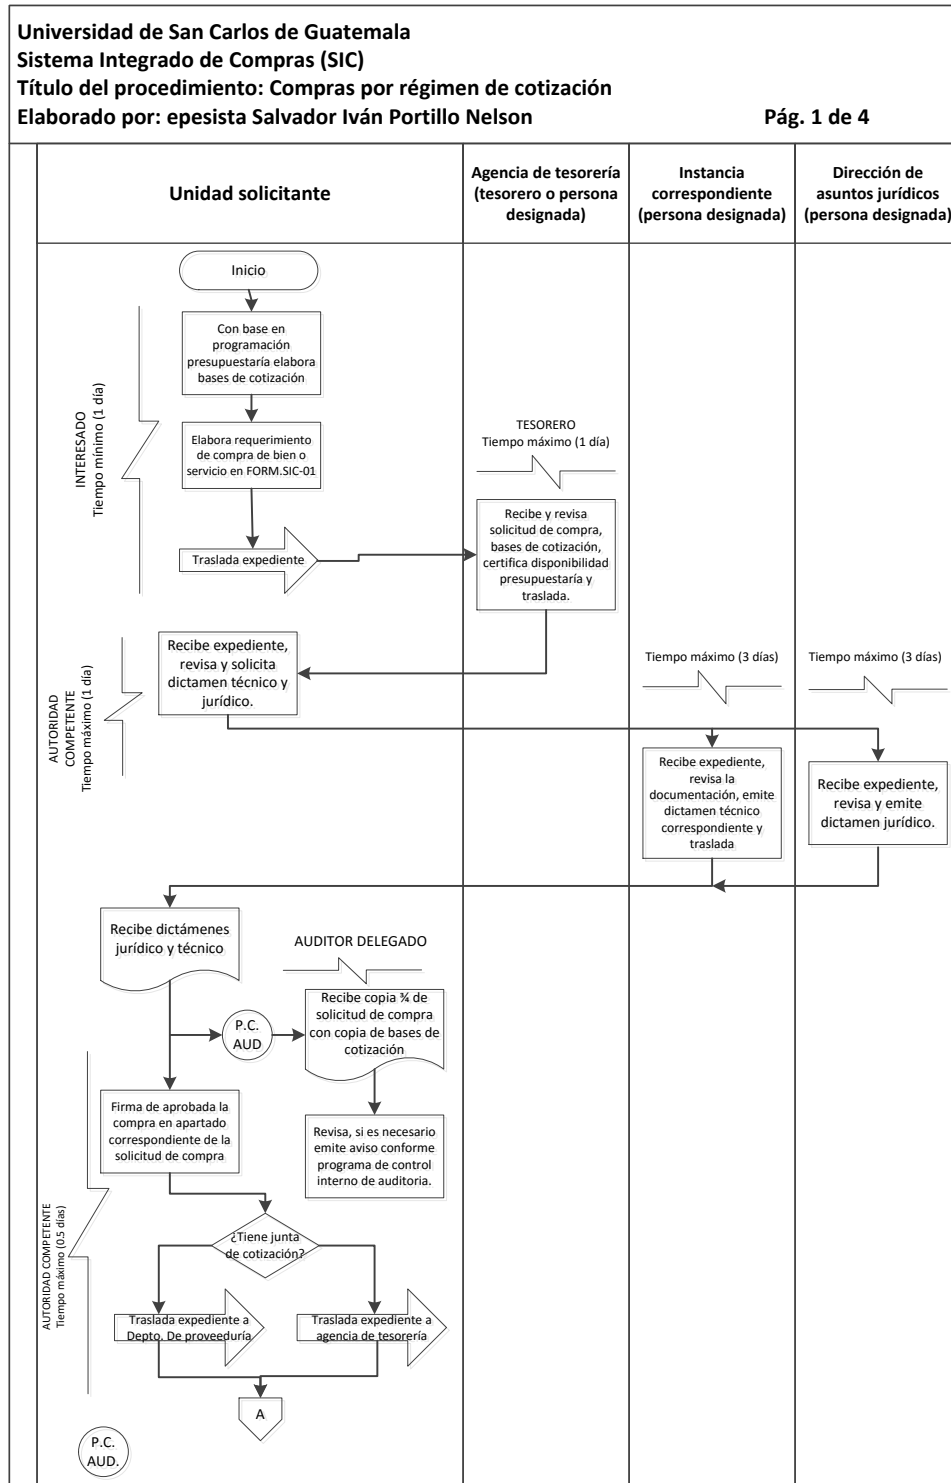 Universidad de San Carlos de Guatemala
Sistema Integrado de Compras (SIC)
Título del procedimiento: Compras por régimen de cotización
Elaborado por: epesista Salvador Iván Portillo Nelson
Pág. 1 de 4
Unidad solicitante
Agencia de tesorería
(tesorero o persona
designada)
Instancia
correspondiente
(persona designada)
Dirección de
asuntos jurídicos
(persona designada)
Inicio
INTERESADO
Tiempo mínimo (1 día)
Con base en
programación
presupuestaría elabora
bases de cotización
Elabora requerimiento
de compra de bien o
servicio en FORM.SIC-01
Traslada expediente
TESORERO
Tiempo máximo (1 día)
Recibe y revisa
solicitud de compra,
bases de cotización,
certifica disponibilidad
presupuestaría y
traslada.
AUTORIDAD
COMPETENTE
Tiempo máximo (1 día)
Recibe expediente,
revisa y solicita
dictamen técnico y
jurídico.
Tiempo máximo (3 días)
Tiempo máximo (3 días)
Recibe expediente,
revisa la
documentación, emite
dictamen técnico
correspondiente y
traslada
Recibe expediente,
revisa y emite
dictamen jurídico.
Recibe dictámenes
jurídico y técnico
AUDITOR DELEGADO
P.C.
AUD
Recibe copia ¾ de
solicitud de compra
con copia de bases de
cotización
AUTORIDAD COMPETENTE
Tiempo máximo (0.5 días)
Firma de aprobada la
compra en apartado
correspondiente de la
solicitud de compra
Revisa, si es necesario
emite aviso conforme
programa de control
interno de auditoria.
¿Tiene junta
de cotización?
Traslada expediente a
Depto. De proveeduría
Traslada expediente a
agencia de tesorería
A
P.C.
AUD.